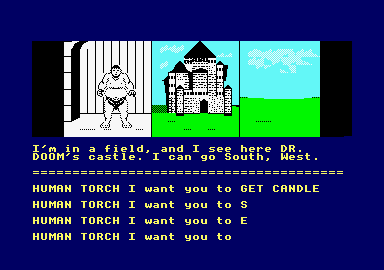 I'm in a field, and I see here DR.
DOOM's castle. I can go South, West.
=======================================
HUMAN TORCH I want you to GET CANDLE
HUMAN TORCH I want you to S
HUMAN TORCH I want you to E
HUMAN TORCH I want you to